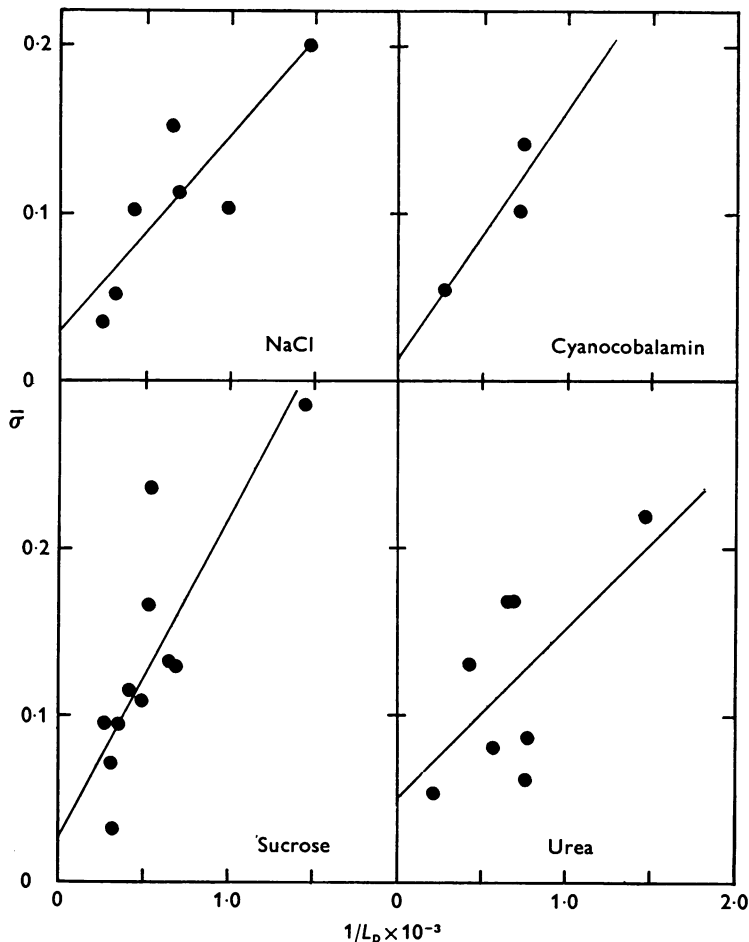 0·2
0·1
NaCl
Cyanocobalamin
0
σ̄
0·2
0·1
Sucrose
Urea
0
0 1·0 0 1·0 2·0
1/Lp × 10⁻³